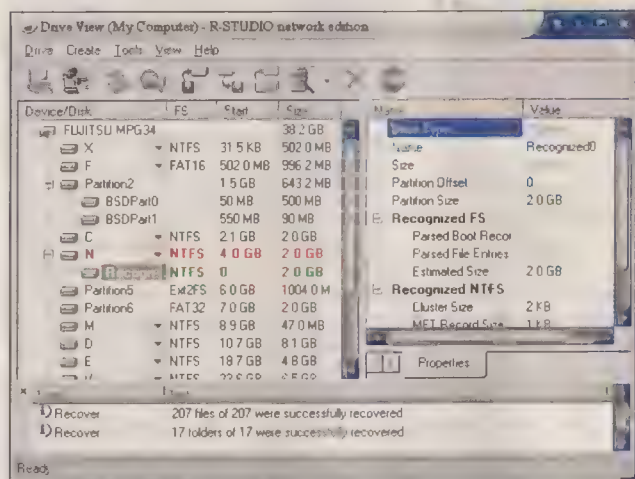 Drive View (My Computer) - R-STUDIO network edition
Drive Create Tools View Help
Device/Disk FS Start Size
FUJITSU MPG34 38.2 GB
X NTFS 31.5 KB 502.0 MB
F FAT16 502.0 MB 996.2 MB
Partition2 1.5 GB 643.2 MB
BSDPart0 50 MB 500 MB
BSDPart1 550 MB 90 MB
C NTFS 2.1 GB 2.0 GB
N NTFS 4.0 GB 2.0 GB
NTFS 0 2.0 GB
Partition5 Ext2FS 6.0 GB 1004.0 M
Partition6 FAT32 7.0 GB 2.0 GB
M NTFS 8.9 GB 47.0 MB
D NTFS 10.7 GB 8.1 GB
E NTFS 18.7 GB 4.8 GB
NTFS
Name Value
Name Recognized0
Size
Partition Offset 0
Partition Size 2.0 GB
Recognized FS
Parsed Boot Recor
Parsed File Entries
Estimated Size 2.0 GB
Recognized NTFS
Cluster Size 2 KB
MFT Record Size 1 KB
Properties
Recover 207 files of 207 were successfully recovered
Recover 17 folders of 17 were successfully recovered
Ready